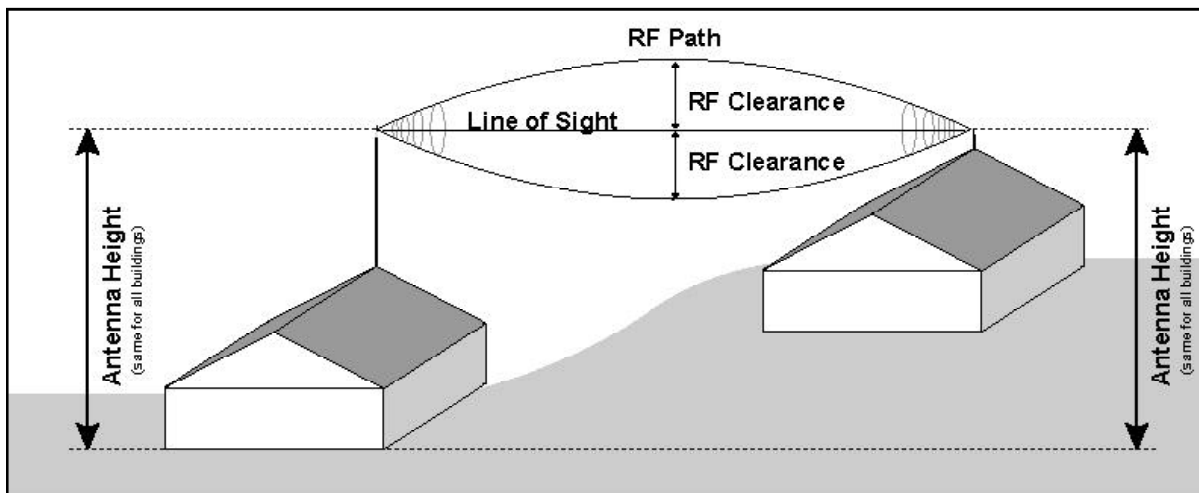 RF Path
RF Clearance
Line of Sight
RF Clearance
Antenna Height
(same for all buildings)
Antenna Height
(same for all buildings)